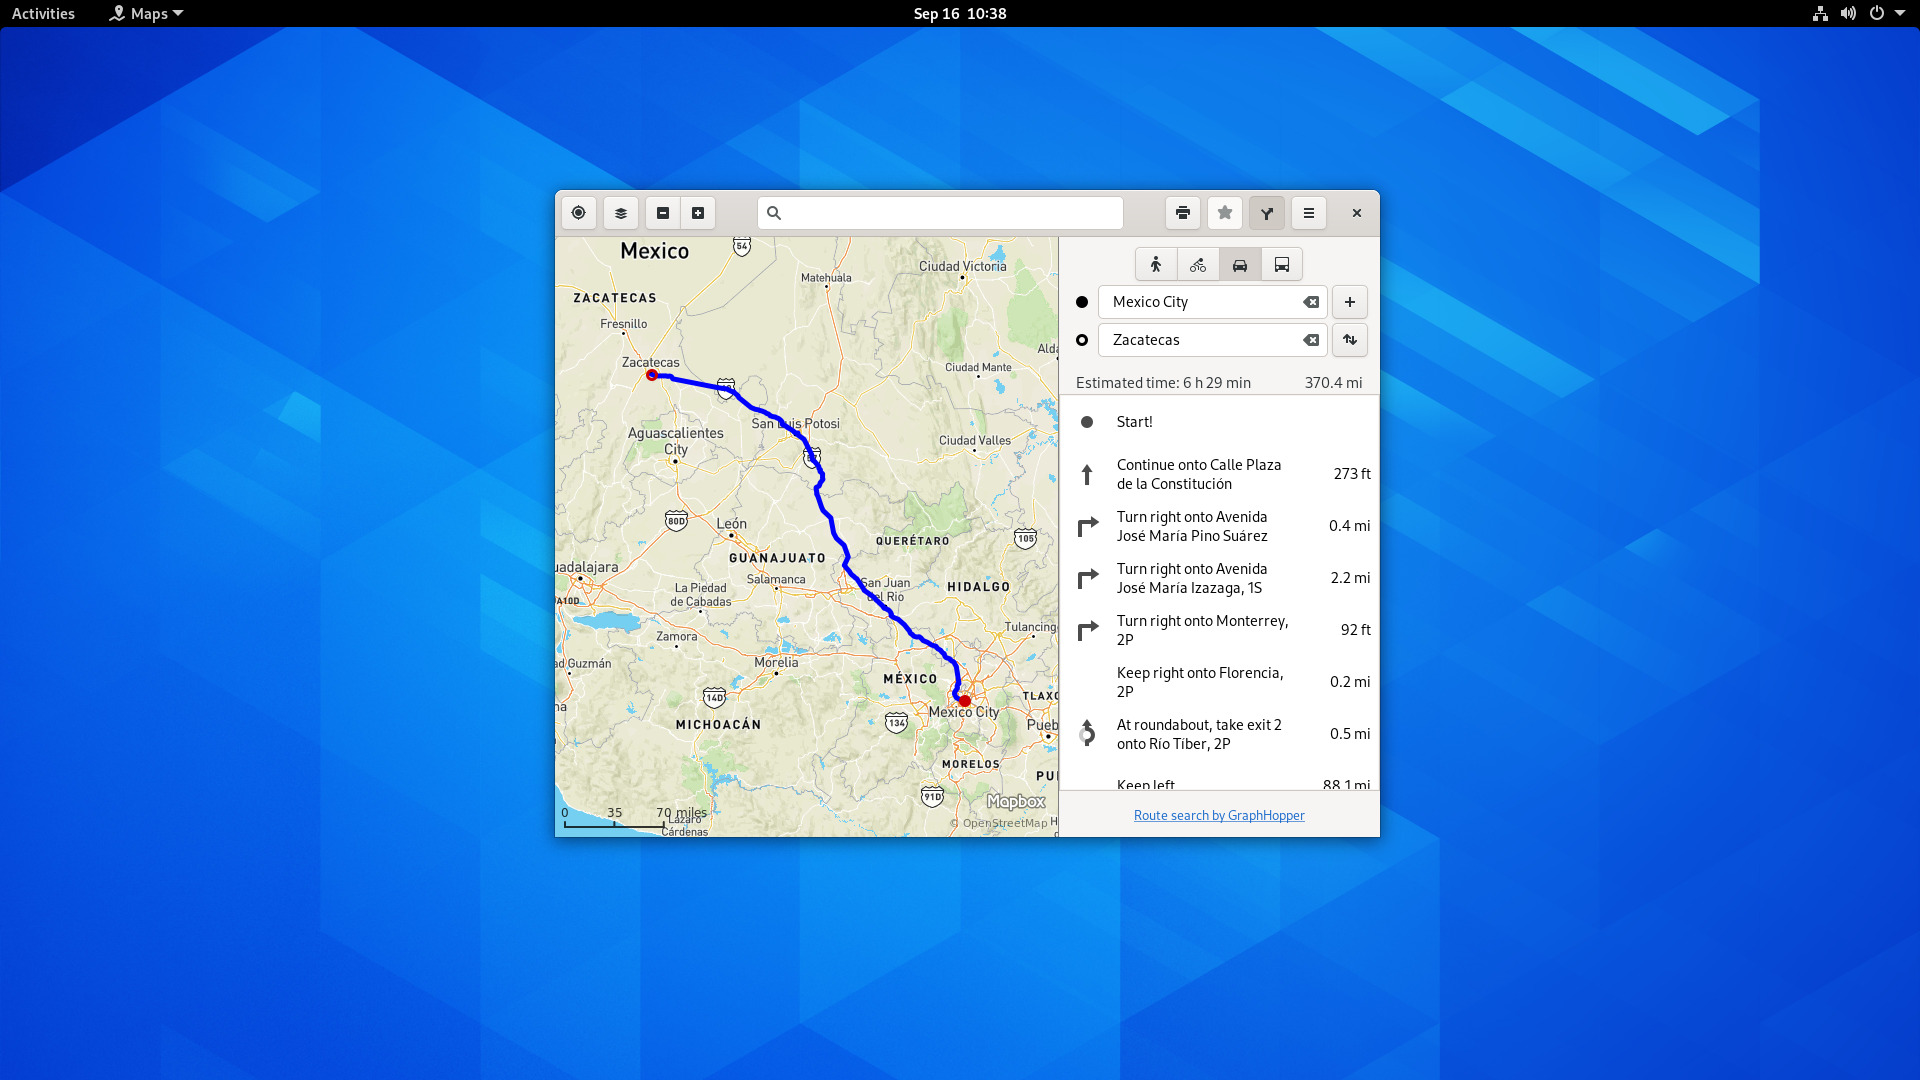 Activities
Maps
Sep 16 10:38
Mexico
54
Matehuala
Ciudad Victoria
ZACATECAS
Fresnillo
Zacatecas
Ciudad Mante
San Luis Potosi
Aguascalientes
City
Ciudad Valles
80D
León
QUERÉTARO
105
GUANAJUATO
uadalajara
Salamanca
San Juan
del Rio
HIDALGO
La Piedad
de Cabadas
A10D
Tulancing
Zamora
Morelia
ad Guzmán
MÉXICO
14D
TLAXC
na
Mexico City
134
MICHOACÁN
Pueb
MORELOS
PU
91D
Mapbox
0 35 70 miles
Lázaro
Cárdenas
© OpenStreetMap
Mexico City
Zacatecas
Estimated time: 6 h 29 min 370.4 mi
Start!
Continue onto Calle Plaza
de la Constitución
273 ft
Turn right onto Avenida
José María Pino Suárez
0.4 mi
Turn right onto Avenida
José María Izazaga, 1S
2.2 mi
Turn right onto Monterrey,
2P
92 ft
Keep right onto Florencia,
2P
0.2 mi
At roundabout, take exit 2
onto Río Tíber, 2P
0.5 mi
Keep left 88.1 mi
Route search by GraphHopper